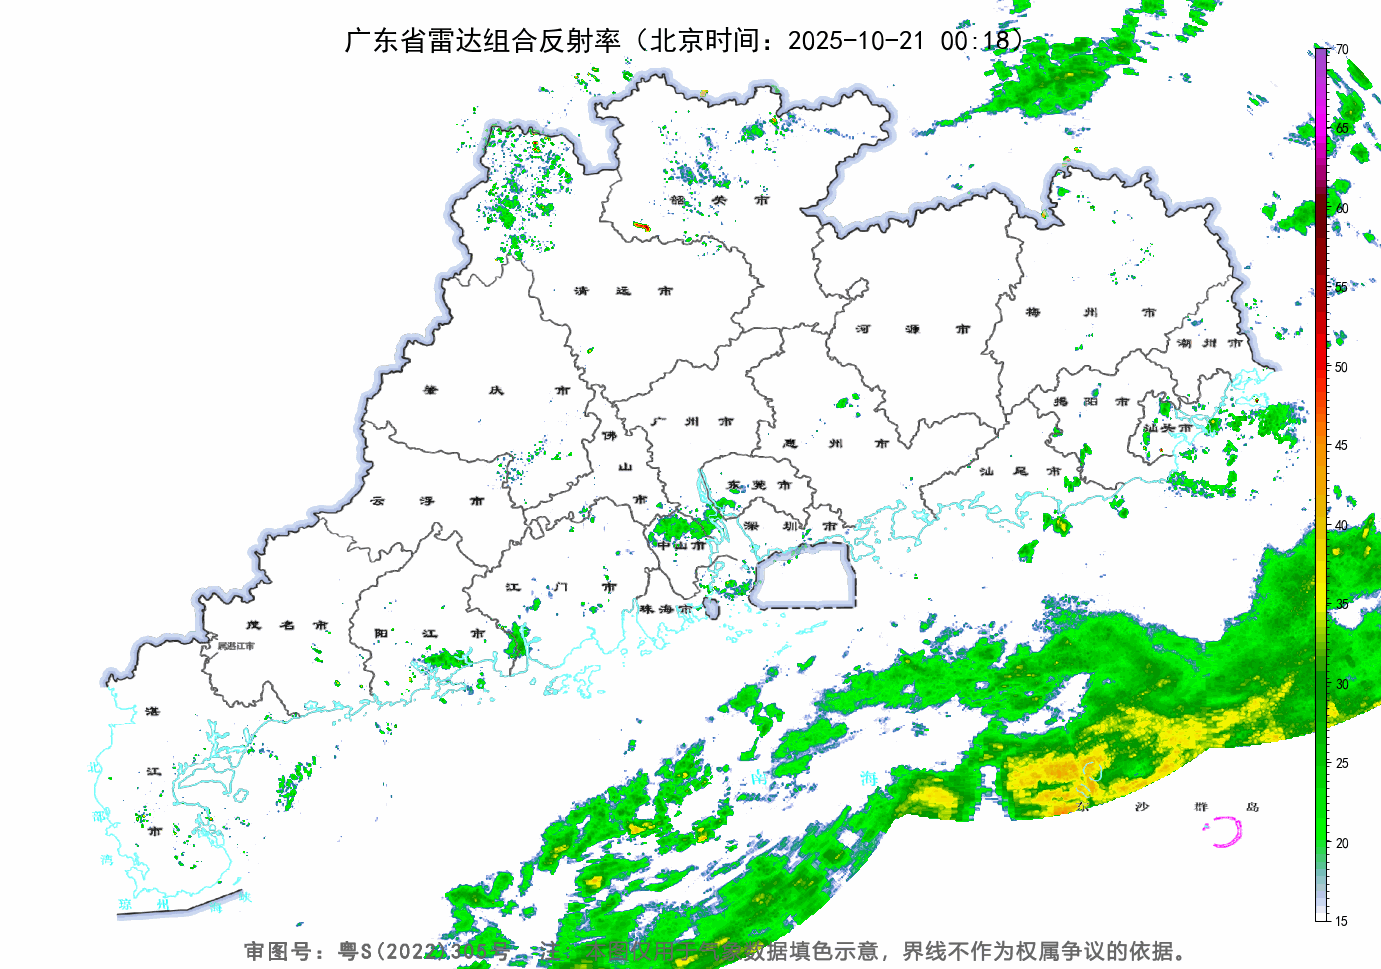 广东省雷达组合反射率（北京时间：2025-10-21 00:18）
70
65
60
55
50
45
40
35
30
25
20
15
韶 关 市
清 远 市
河 源 市
梅 州 市
潮 州 市
肇 庆 市
广 州 市
揭 阳 市
汕头市
佛 山 市
惠 州 市
汕 尾 市
云 浮 市
东 莞 市
深 圳 市
中山市
江 门 市
珠海市
茂 名 市
属湛江市
阳 江 市
湛 江 市
南 海
东 沙 群 岛
北 部 湾
琼 州 海 峡
审图号：粤S(2022)305号 注：本图仅用于气象数据填色示意，界线不作为权属争议的依据。